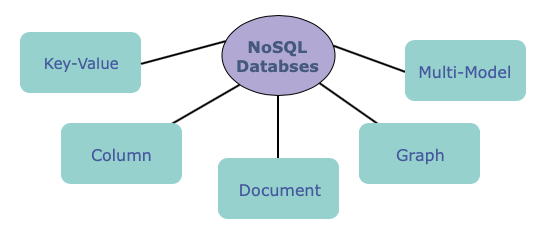 NoSQL
Databses
Key-Value
Multi-Model
Column
Graph
Document